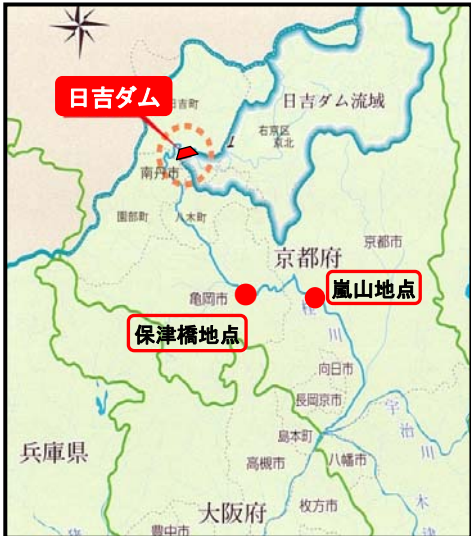 日吉ダム
日吉町
日吉ダム流域
右京区
京北
南丹市
園部町
八木町
京都府
京都市
亀岡市
嵐山地点
保津橋地点
桂川
向日市
長岡京市
宇治川
島本町
兵庫県
高槻市
八幡市
木津
大阪府
枚方市
豊中市